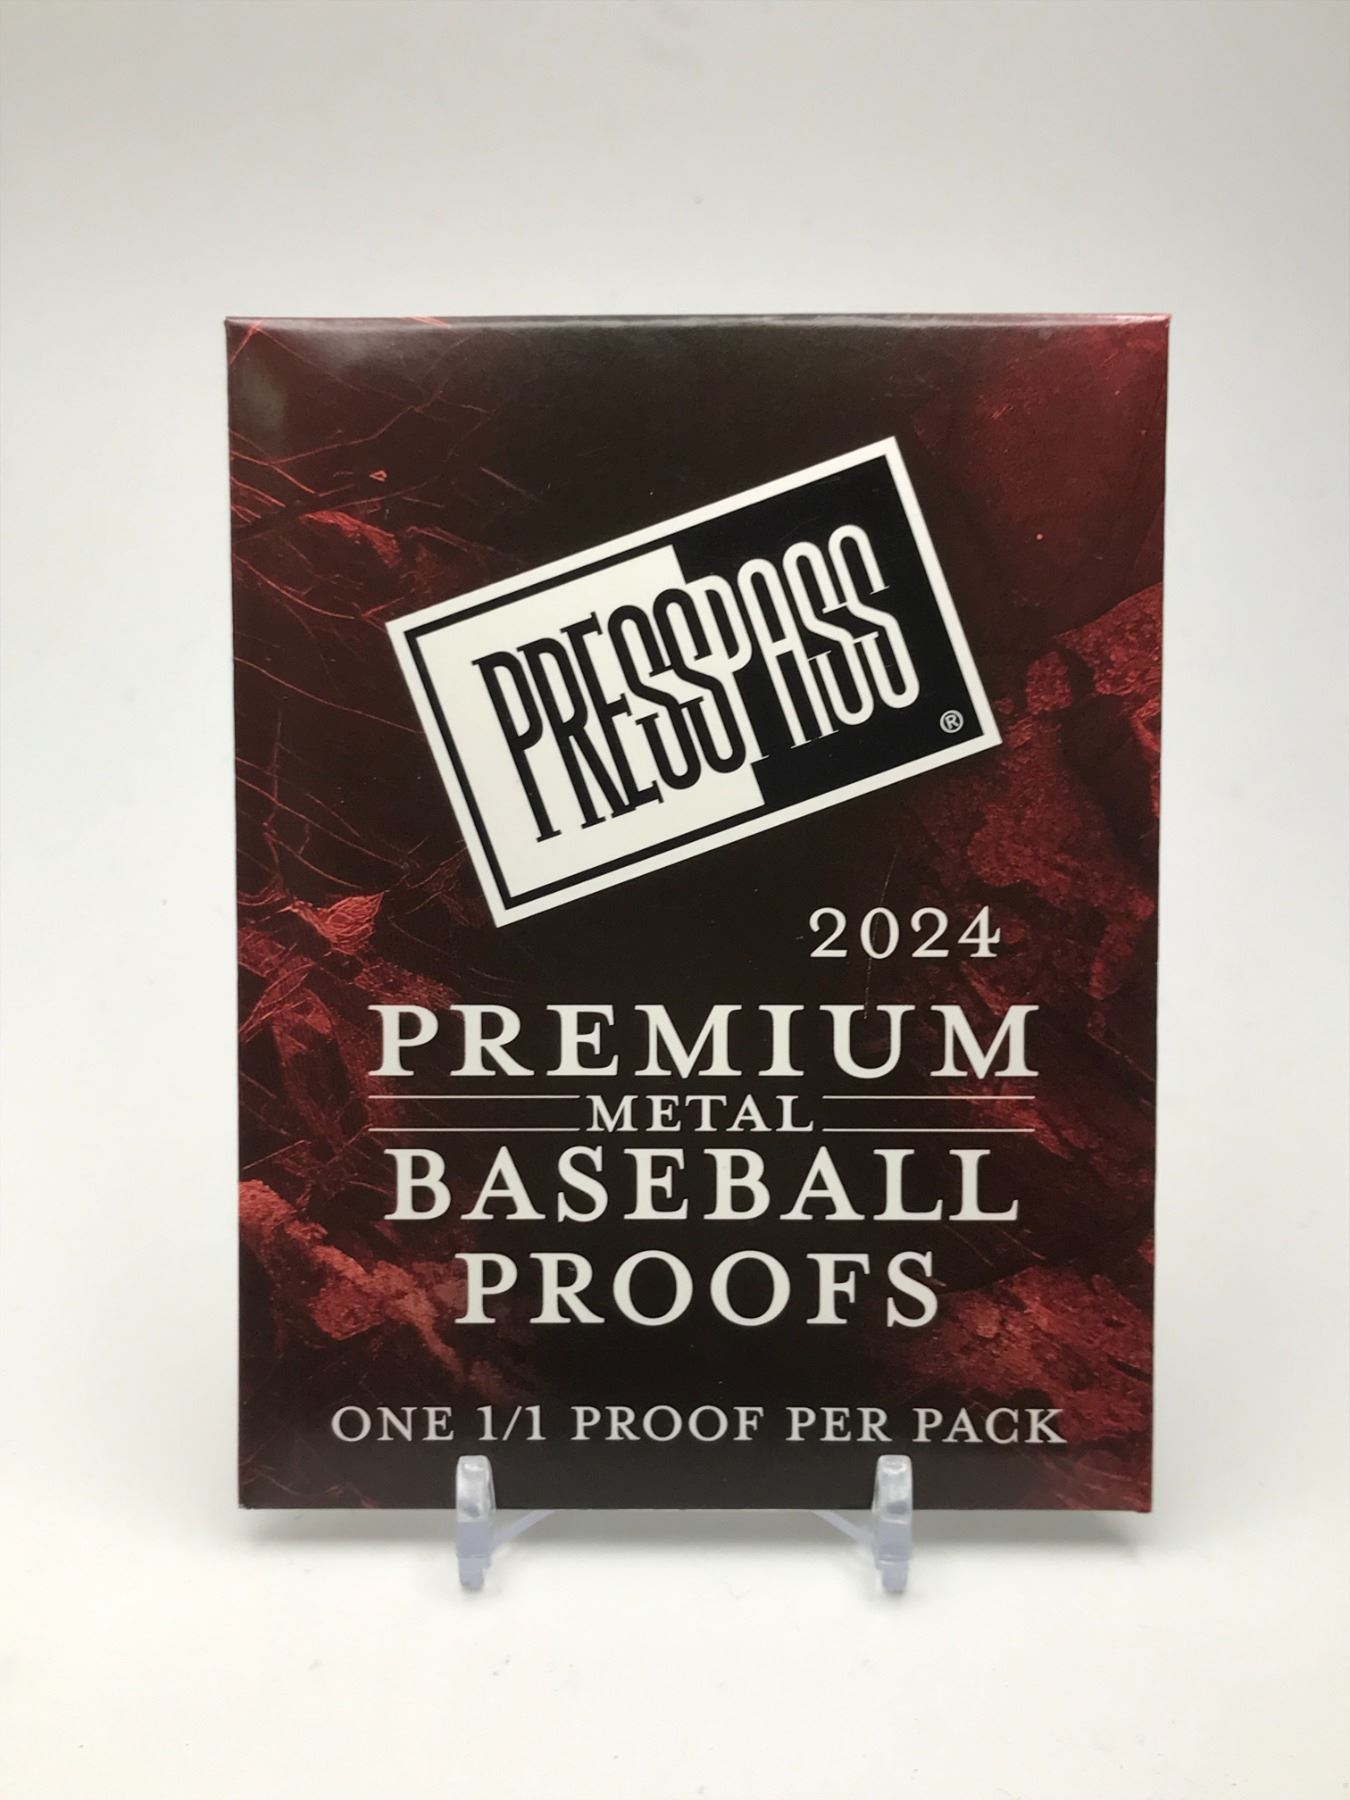 PRESSPASS
®
2024
PREMIUM
METAL
BASEBALL
PROOFS
ONE 1/1 PROOF PER PACK